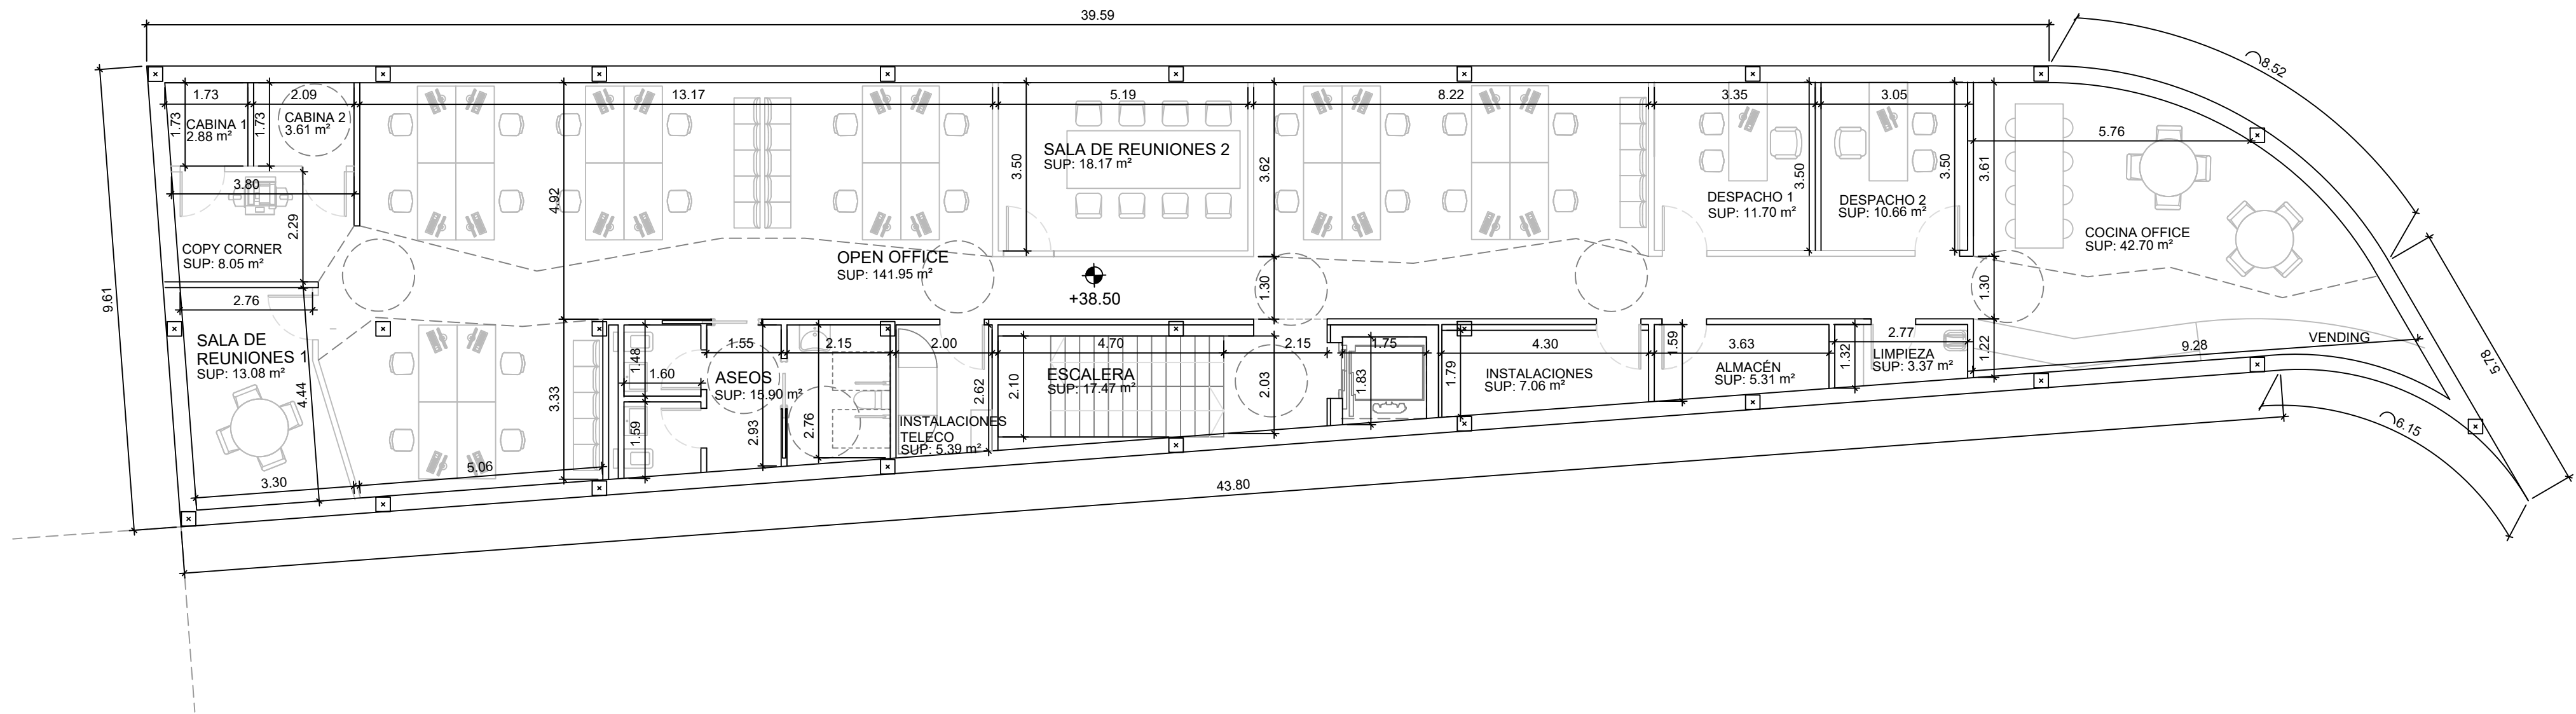 39.59
8.52
1.73
2.09
13.17
5.19
8.22
3.35
3.05
1.73
CABINA 1
2.88 m²
1.73
CABINA 2
3.61 m²
5.76
3.80
4.92
3.50
SALA DE REUNIONES 2
SUP: 18.17 m²
3.62
3.50
DESPACHO 1
SUP: 11.70 m²
DESPACHO 2
SUP: 10.66 m²
3.50
3.61
COCINA OFFICE
SUP: 42.70 m²
2.29
COPY CORNER
SUP: 8.05 m²
OPEN OFFICE
SUP: 141.95 m²
+38.50
1.30
1.30
9.61
2.76
SALA DE
REUNIONES 1
SUP: 13.08 m²
4.44
3.33
1.48
1.60
1.59
1.55
ASEOS
SUP: 15.90 m²
2.93
2.15
2.76
2.00
INSTALACIONES
TELECO
SUP: 5.39 m²
2.62
2.10
4.70
ESCALERA
SUP: 17.47 m²
2.03
2.15
1.75
1.83
1.79
4.30
INSTALACIONES
SUP: 7.06 m²
1.59
3.63
ALMACÉN
SUP: 5.31 m²
1.32
2.77
LIMPIEZA
SUP: 3.37 m²
1.22
9.28
VENDING
5.78
6.15
3.30
5.06
43.80